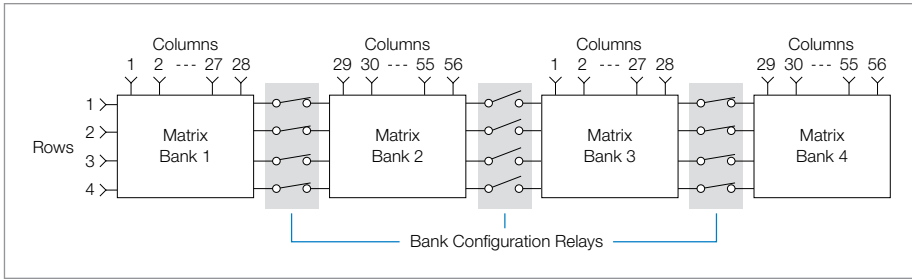 Columns Columns Columns Columns
1 2 --- 27 28 29 30 --- 55 56 1 2 --- 27 28 29 30 --- 55 56
1
2
Rows
3
4
Matrix
Bank 1
Matrix
Bank 2
Matrix
Bank 3
Matrix
Bank 4
Bank Configuration Relays